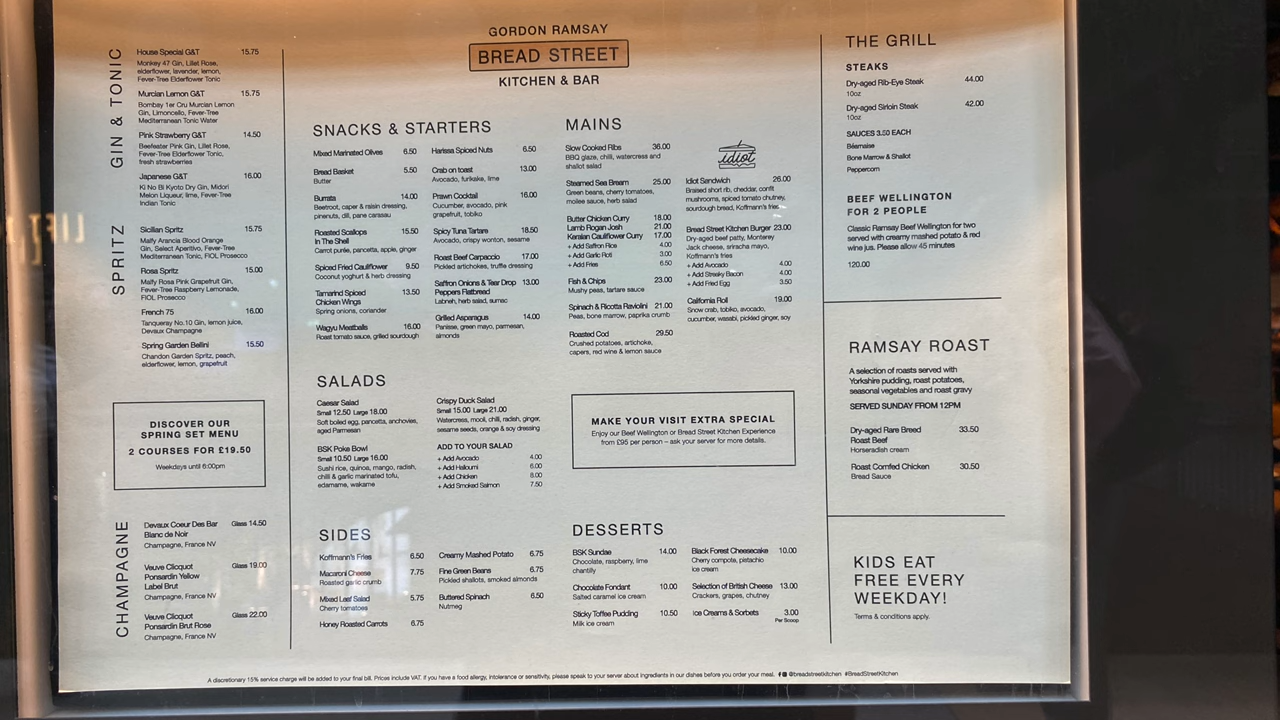 GORDON RAMSAY
BREAD STREET
KITCHEN & BAR
GIN & TONIC
House Special G&T 15.75
Monkey 47 Gin, Lillet Rose,
elderflower, lavender, lemon,
Fever-Tree Elderflower Tonic
Murcian Lemon G&T 15.75
Bombay 1er Cru Murcian Lemon
Gin, Limoncello, Fever-Tree
Mediterranean Tonic Water
Pink Strawberry G&T 14.50
Beefeater Pink Gin, Lillet Rose,
Fever-Tree Elderflower Tonic,
fresh strawberries
Japanese G&T 16.00
Ki No Bi Kyoto Dry Gin, Midori
Melon Liqueur, lime, Fever-Tree
Indian Tonic
SPRITZ
Sicilian Spritz 15.75
Malfy Arancia Blood Orange
Gin, Select Aperitivo, Fever-Tree
Mediterranean Tonic, FIOL Prosecco
Rosa Spritz 15.00
Malfy Rosa Pink Grapefruit Gin,
Fever-Tree Raspberry Lemonade,
FIOL Prosecco
French 75 16.00
Tanqueray No.10 Gin, lemon juice,
Devaux Champagne
Spring Garden Bellini 15.50
Chandon Garden Spritz, peach,
elderflower, lemon, grapefruit
DISCOVER OUR
SPRING SET MENU
2 COURSES FOR £19.50
Weekdays until 6:00pm
CHAMPAGNE
Devaux Coeur Des Bar Glass 14.50
Blanc de Noir
Champagne, France NV
Veuve Clicquot Glass 19.00
Ponsardin Yellow
Label Brut
Champagne, France NV
Veuve Clicquot Glass 22.00
Ponsardin Brut Rose
Champagne, France NV
SNACKS & STARTERS
Mixed Marinated Olives 6.50
Bread Basket 5.50
Butter
Burrata 14.00
Beetroot, caper & raisin dressing,
pinenuts, dill, pane carasau
Roasted Scallops 15.50
In The Shell
Carrot purée, pancetta, apple, ginger
Spiced Fried Cauliflower 9.50
Coconut yoghurt & herb dressing
Tamarind Spiced 13.50
Chicken Wings
Spring onions, coriander
Wagyu Meatballs 16.00
Roast tomato sauce, grilled sourdough
Harissa Spiced Nuts 6.50
Crab on toast 13.00
Avocado, furikake, lime
Prawn Cocktail 16.00
Cucumber, avocado, pink
grapefruit, tobiko
Spicy Tuna Tartare 18.50
Avocado, crispy wonton, sesame
Roast Beef Carpaccio 17.00
Pickled artichokes, truffle dressing
Saffron Onions & Tear Drop 13.00
Peppers Flatbread
Labneh, herb salad, sumac
Grilled Asparagus 14.00
Panisse, green mayo, parmesan,
almonds
SALADS
Caesar Salad
Small 12.50 Large 18.00
Soft boiled egg, pancetta, anchovies,
aged Parmesan
BSK Poke Bowl
Small 10.50 Large 16.00
Sushi rice, quinoa, mango, radish,
chilli & garlic marinated tofu,
edamame, wakame
Crispy Duck Salad
Small 15.00 Large 21.00
Watercress, mooli, chilli, radish, ginger,
sesame seeds, orange & soy dressing
ADD TO YOUR SALAD
+ Add Avocado 4.00
+ Add Halloumi 6.00
+ Add Chicken 8.00
+ Add Smoked Salmon 7.50
SIDES
Koffmann's Fries 6.50
Macaroni Cheese 7.75
Roasted garlic crumb
Mixed Leaf Salad 5.75
Cherry tomatoes
Honey Roasted Carrots 6.75
Creamy Mashed Potato 6.75
Fine Green Beans 6.75
Pickled shallots, smoked almonds
Buttered Spinach 6.50
Nutmeg
MAINS
Slow Cooked Ribs 36.00
BBQ glaze, chilli, watercress and
shallot salad
Steamed Sea Bream 25.00
Green beans, cherry tomatoes,
moilee sauce, herb salad
Butter Chicken Curry 18.00
Lamb Rogan Josh 21.00
Keralan Cauliflower Curry 17.00
+ Add Saffron Rice 4.00
+ Add Garlic Roti 3.00
+ Add Fries 6.50
Fish & Chips 23.00
Mushy peas, tartare sauce
Spinach & Ricotta Ravioli 21.00
Peas, bone marrow, paprika crumb
Roasted Cod 29.50
Crushed potatoes, artichoke,
capers, red wine & lemon sauce
idiot
Idiot Sandwich 26.00
Braised short rib, cheddar, confit
mushrooms, spiced tomato chutney,
sourdough bread, Koffmann's fries
Bread Street Kitchen Burger 23.00
Dry-aged beef patty, Monterey
Jack cheese, sriracha mayo,
Koffmann's fries
+ Add Avocado 4.00
+ Add Streaky Bacon 4.00
+ Add Fried Egg 3.50
California Roll 19.00
Snow crab, tobiko, avocado,
cucumber, wasabi, pickled ginger, soy
MAKE YOUR VISIT EXTRA SPECIAL
Enjoy our Beef Wellington or Bread Street Kitchen Experience
from £95 per person – ask your server for more details.
DESSERTS
BSK Sundae 14.00
Chocolate, raspberry, lime
chantilly
Chocolate Fondant 10.00
Salted caramel ice cream
Sticky Toffee Pudding 10.50
Milk ice cream
Black Forest Cheesecake 10.00
Cherry compote, pistachio
ice cream
Selection of British Cheese 13.00
Crackers, grapes, chutney
Ice Creams & Sorbets 3.00
Per Scoop
THE GRILL
STEAKS
Dry-aged Rib-Eye Steak 44.00
10oz
Dry-aged Sirloin Steak 42.00
10oz
SAUCES 3.50 EACH
Béarnaise
Bone Marrow & Shallot
Peppercorn
BEEF WELLINGTON
FOR 2 PEOPLE
Classic Ramsay Beef Wellington for two
served with creamy mashed potato & red
wine jus. Please allow 45 minutes
120.00
RAMSAY ROAST
A selection of roasts served with
Yorkshire pudding, roast potatoes,
seasonal vegetables and roast gravy
SERVED SUNDAY FROM 12PM
Dry-aged Rare Breed 33.50
Roast Beef
Horseradish cream
Roast Cornfed Chicken 30.50
Bread Sauce
KIDS EAT
FREE EVERY
WEEKDAY!
Terms & conditions apply.
A discretionary 15% service charge will be added to your final bill. Prices include VAT. If you have a food allergy, intolerance or sensitivity, please speak to your server about ingredients in our dishes before you order your meal. @breadstreetkitchen #BreadStreetKitchen